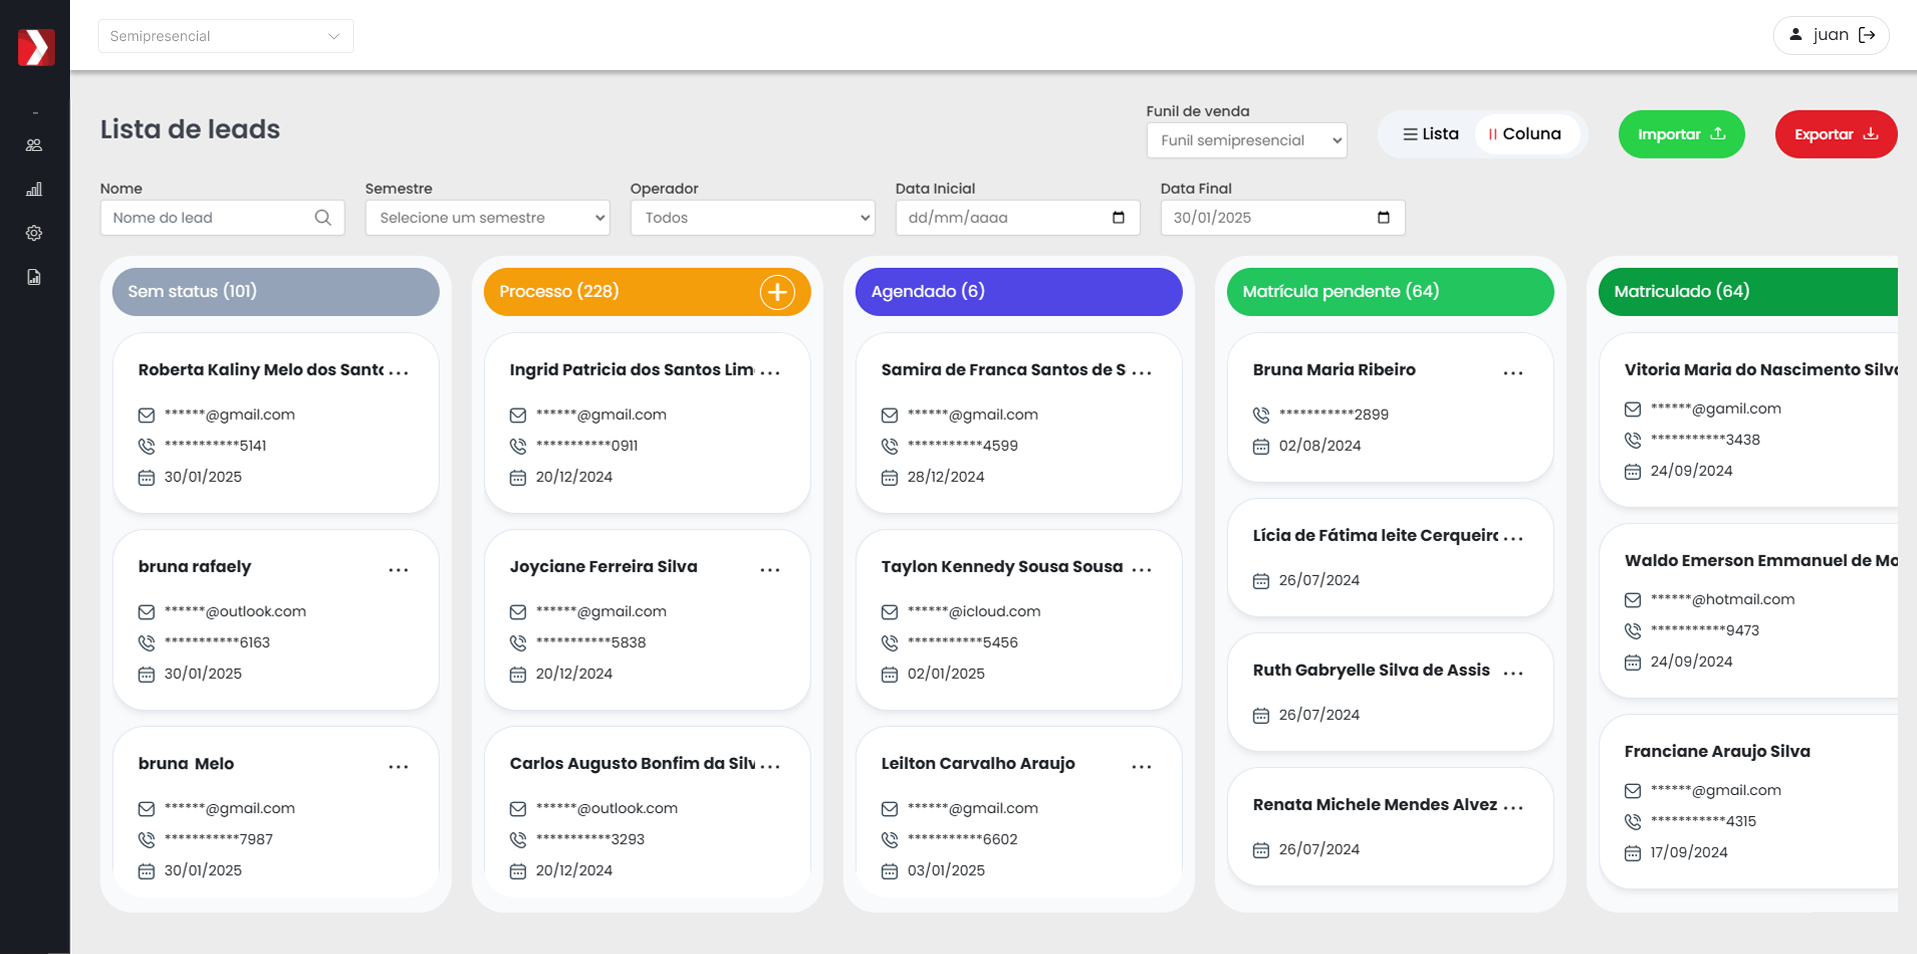 Semipresencial
juan
Lista de leads
Funil de venda
Funil semipresencial
Lista
Coluna
Importar
Exportar
Nome
Nome do lead
Semestre
Selecione um semestre
Operador
Todos
Data Inicial
dd/mm/aaaa
Data Final
30/01/2025
Sem status (101)
Roberta Kaliny Melo dos Santo...
******@gmail.com
***********5141
30/01/2025
bruna rafaely
...
******@outlook.com
***********6163
30/01/2025
bruna Melo
...
******@gmail.com
***********7987
30/01/2025
Processo (228)
Ingrid Patricia dos Santos Lim...
******@gmail.com
***********0911
20/12/2024
Joyciane Ferreira Silva
...
******@gmail.com
***********5838
20/12/2024
Carlos Augusto Bonfim da Silv...
******@outlook.com
***********3293
20/12/2024
Agendado (6)
Samira de Franca Santos de S...
******@gmail.com
***********4599
28/12/2024
Taylon Kennedy Sousa Sousa
...
******@icloud.com
***********5456
02/01/2025
Leilton Carvalho Araujo
...
******@gmail.com
***********6602
03/01/2025
Matrícula pendente (64)
Bruna Maria Ribeiro
...
***********2899
02/08/2024
Lícia de Fátima leite Cerqueira...
26/07/2024
Ruth Gabryelle Silva de Assis
...
26/07/2024
Renata Michele Mendes Alvez
...
26/07/2024
Matriculado (64)
Vitoria Maria do Nascimento Silva
******@gamil.com
***********3438
24/09/2024
Waldo Emerson Emmanuel de Mo
******@hotmail.com
***********9473
24/09/2024
Franciane Araujo Silva
******@gmail.com
***********4315
17/09/2024